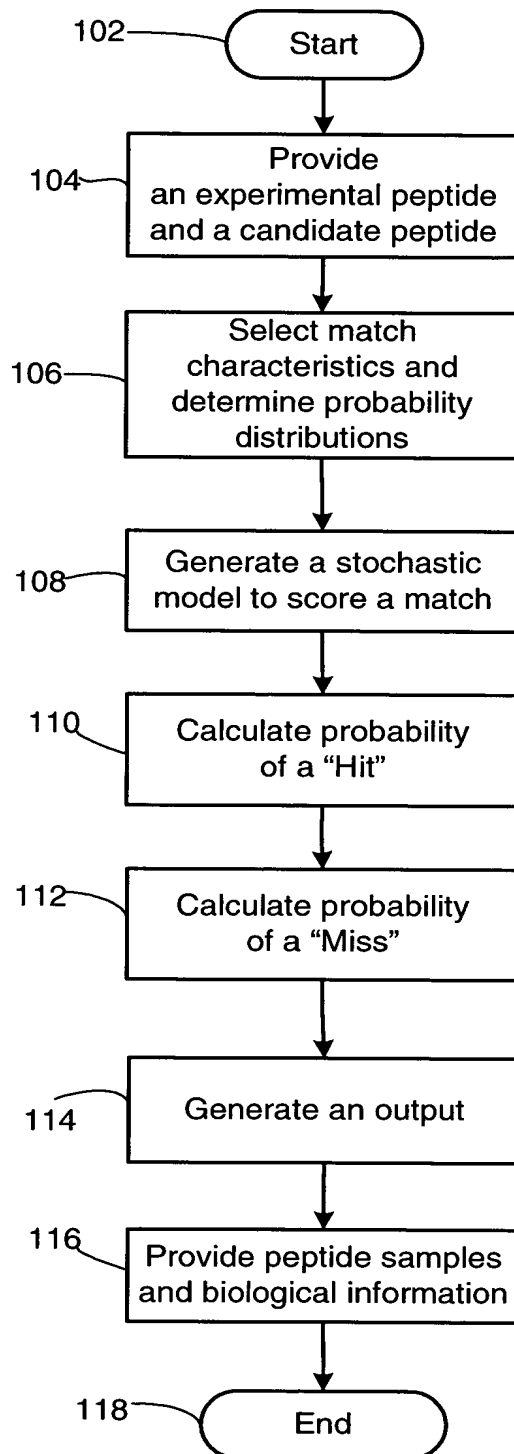 102
Start
104
Provide
an experimental peptide
and a candidate peptide
106
Select match
characteristics and
determine probability
distributions
108
Generate a stochastic
model to score a match
110
Calculate probability
of a “Hit”
112
Calculate probability
of a “Miss”
114
Generate an output
116
Provide peptide samples
and biological information
118
End